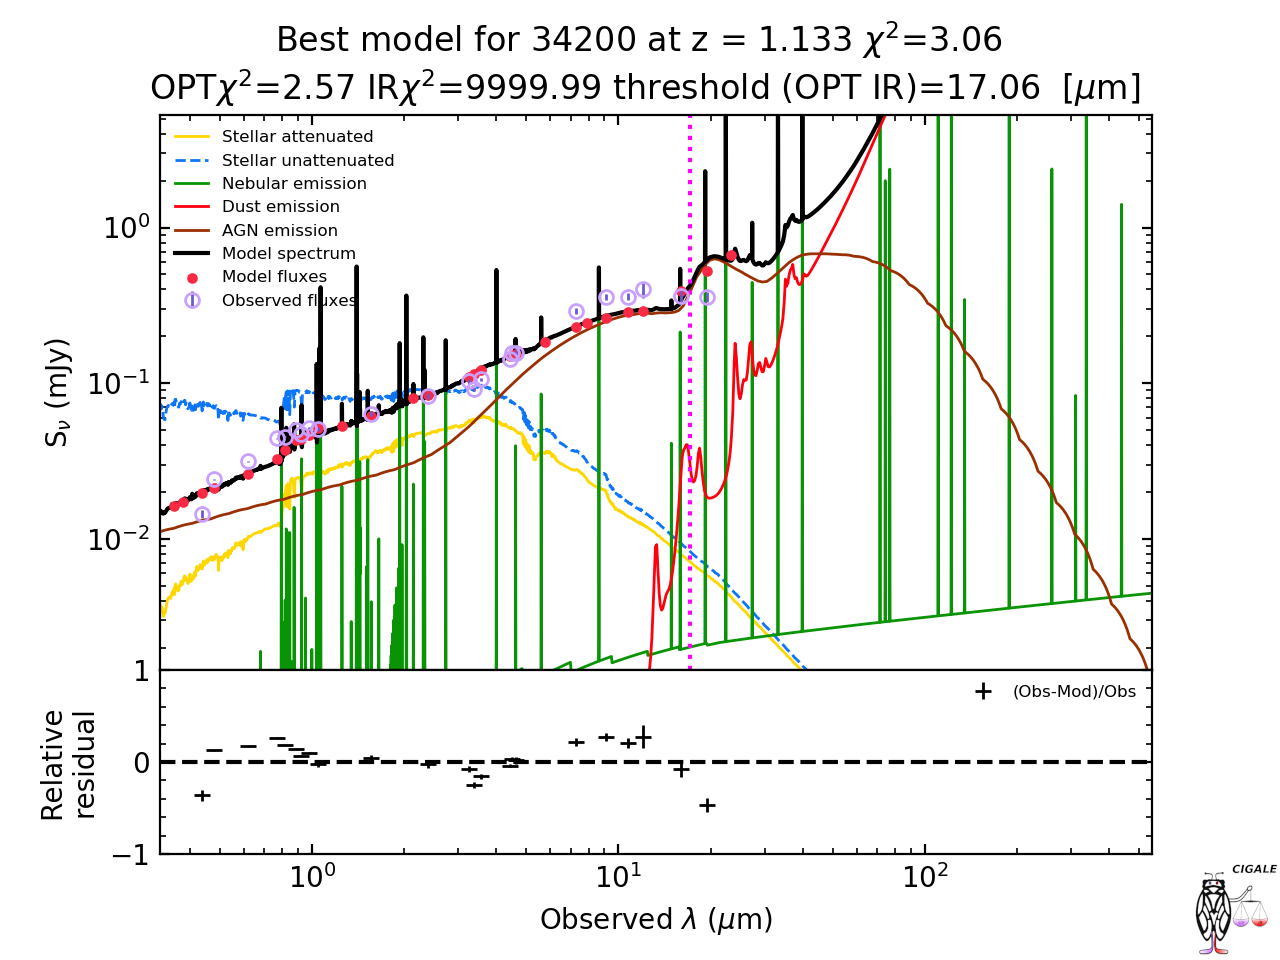 Best model for 34200 at z = 1.133 χ²=3.06
OPTχ²=2.57 IRχ²=9999.99 threshold (OPT IR)=17.06 [μm]
Stellar attenuated
Stellar unattenuated
Nebular emission
Dust emission
AGN emission
Model spectrum
Model fluxes
Observed fluxes
10⁰
10⁻¹
10⁻²
Sν (mJy)
1
0
−1
Relative
residual
(Obs-Mod)/Obs
10⁰ 10¹ 10²
Observed λ (μm)
CIGALE